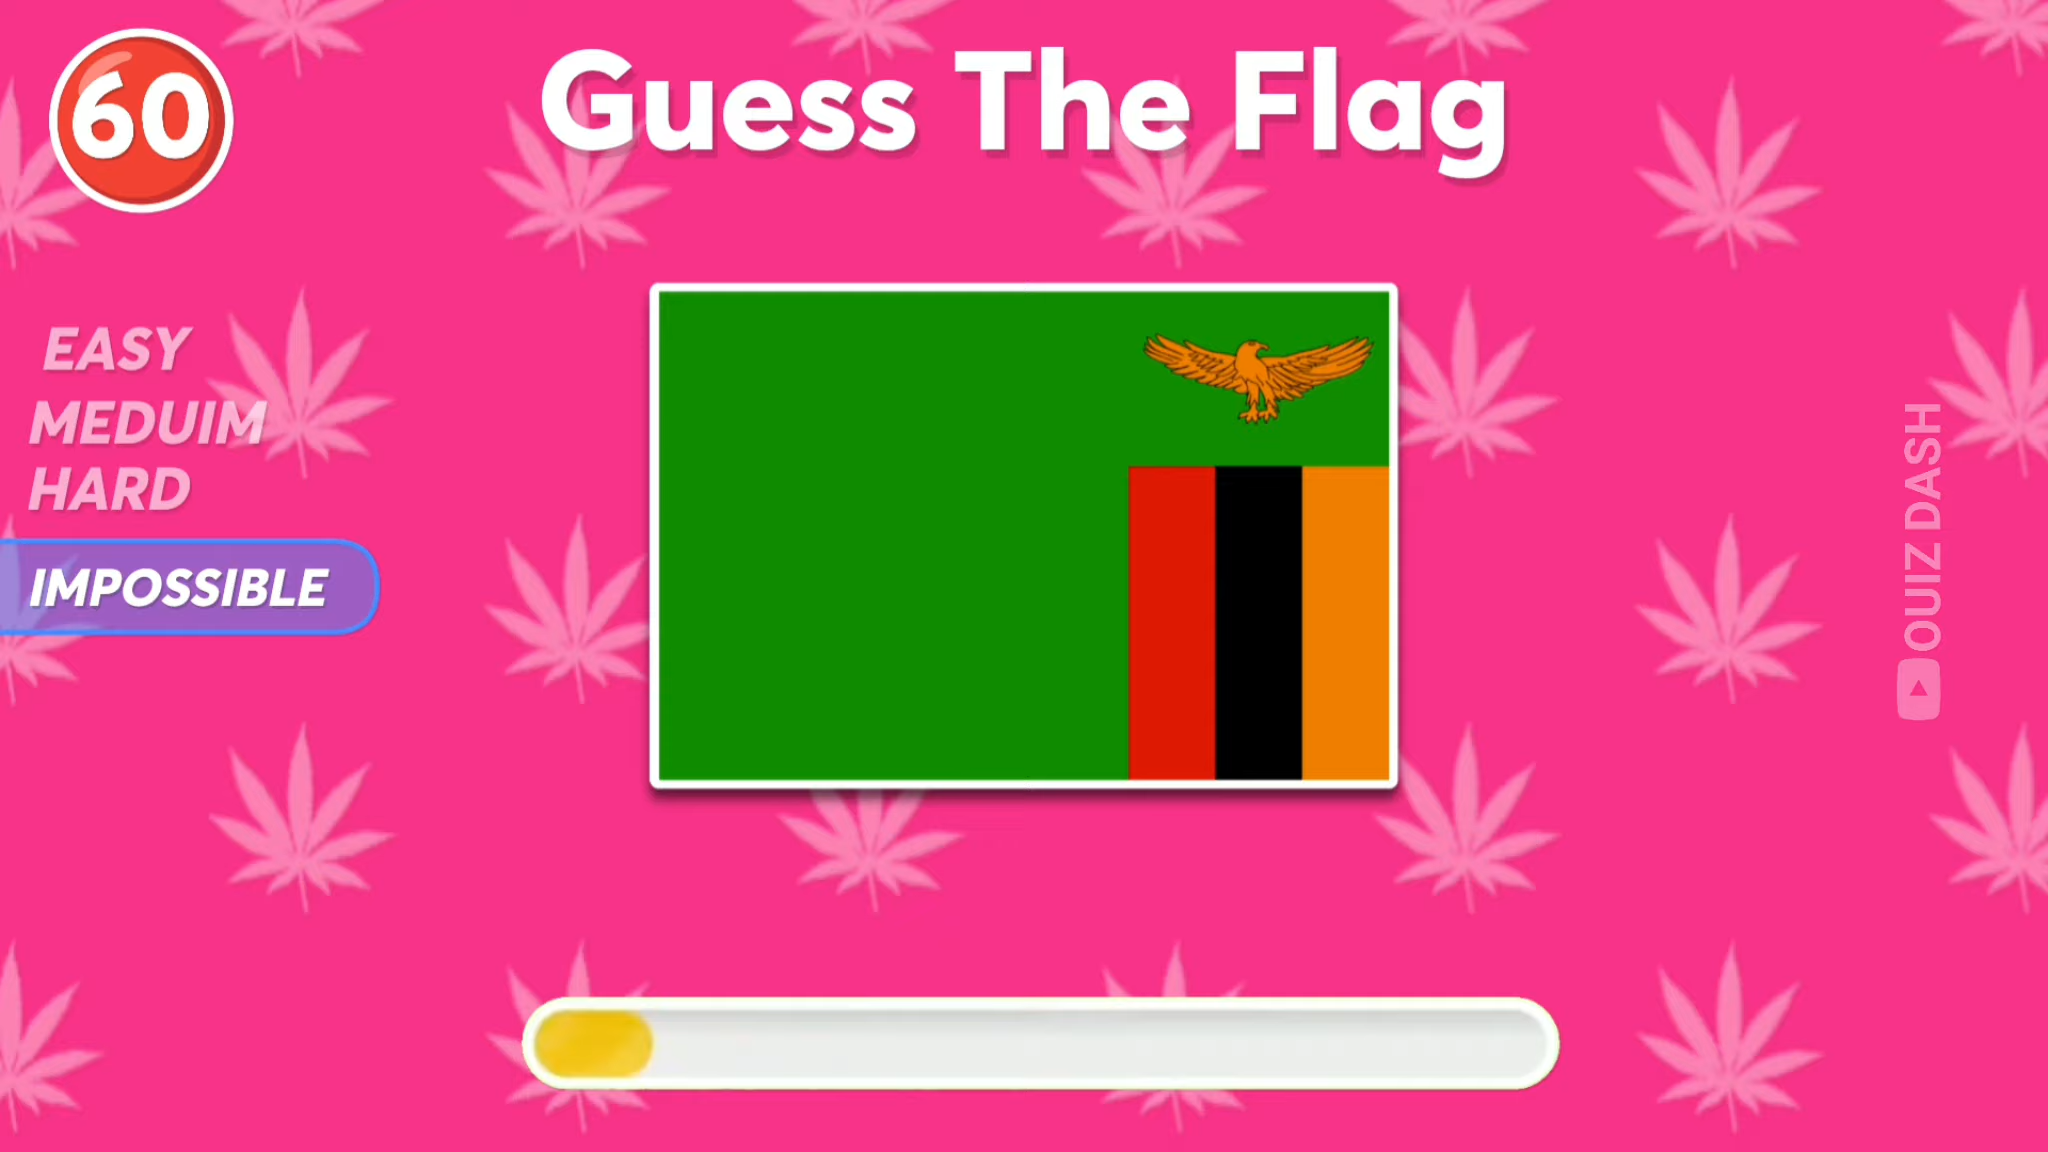 60
Guess The Flag
EASY
MEDUIM
HARD
IMPOSSIBLE
QUIZ DASH